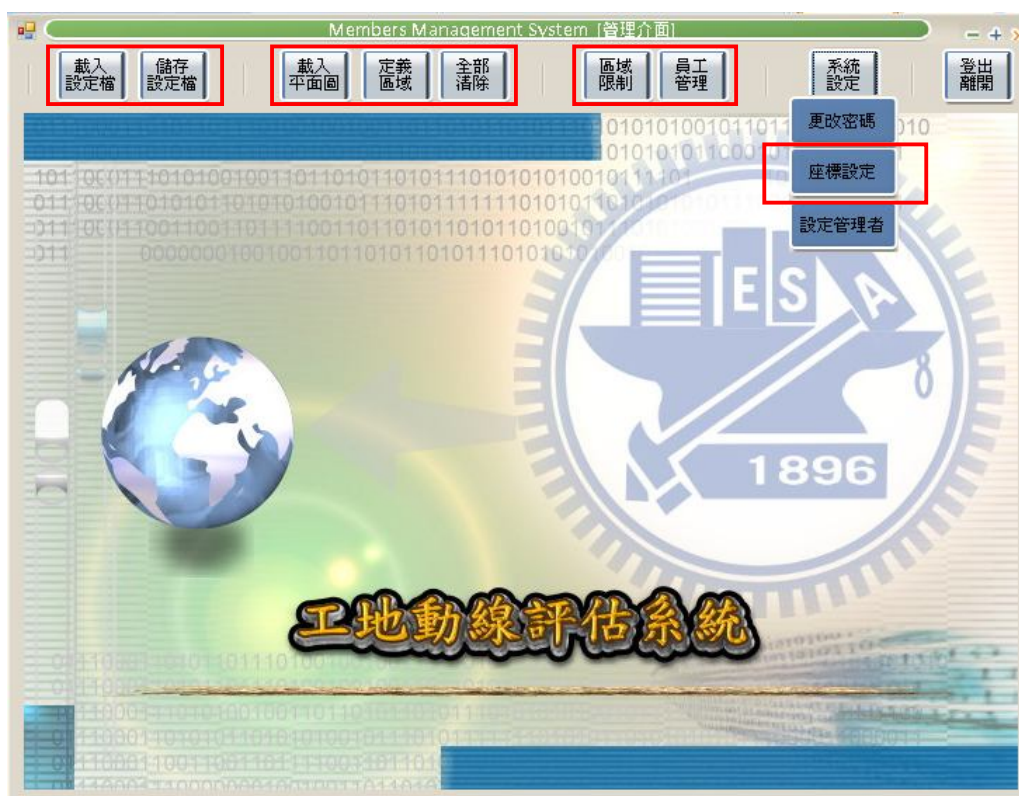 Members Management System [管理介面]
載入
設定檔
儲存
設定檔
載入
平面圖
定義
區域
全部
清除
區域
限制
員工
管理
系統
設定
登出
離開
更改密碼
座標設定
設定管理者
ESA
1896
工地動線評估系統